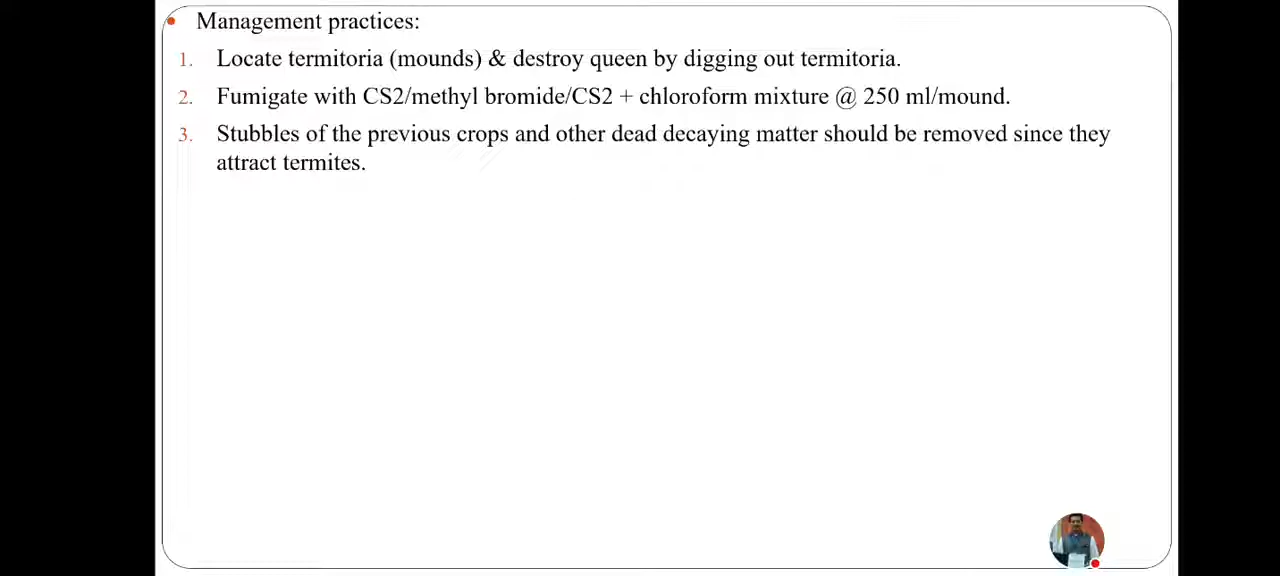 • Management practices:
1. Locate termitoria (mounds) & destroy queen by digging out termitoria.
2. Fumigate with CS2/methyl bromide/CS2 + chloroform mixture @ 250 ml/mound.
3. Stubbles of the previous crops and other dead decaying matter should be removed since they
attract termites.